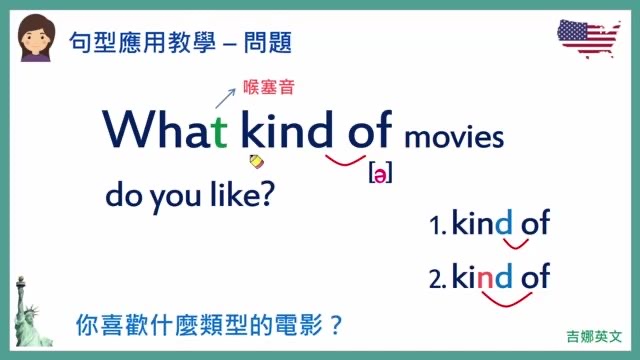 句型應用教學 – 問題
喉塞音
What kind of movies
[ə]
do you like?
1. kind of
2. kind of
你喜歡什麼類型的電影？
吉娜英文